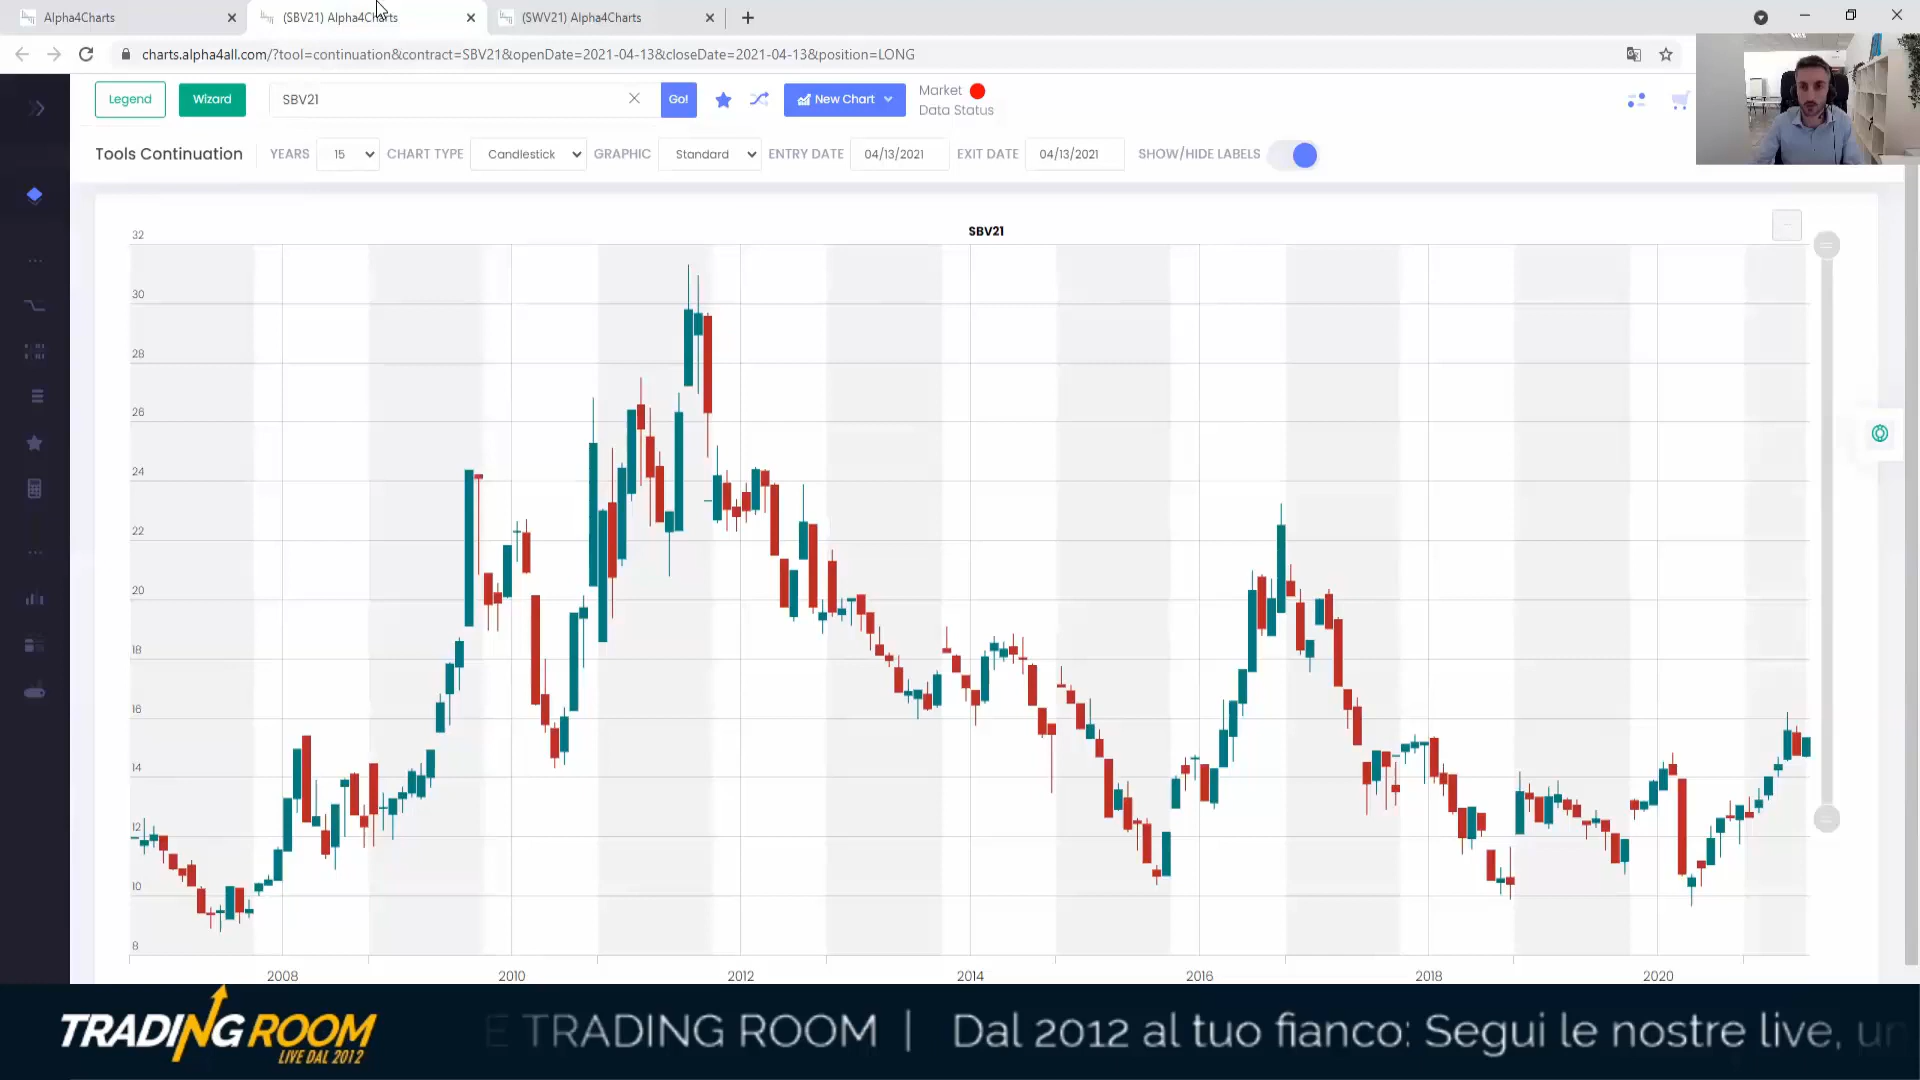 Alpha4Charts
(SBV21) Alpha4Charts
(SWV21) Alpha4Charts
charts.alpha4all.com/?tool=continuation&contract=SBV21&openDate=2021-04-13&closeDate=2021-04-13&position=LONG
Legend
Wizard
SBV21
Go!
New Chart
Market
Data Status
Tools Continuation
YEARS
15
CHART TYPE
Candlestick
GRAPHIC
Standard
ENTRY DATE
04/13/2021
EXIT DATE
04/13/2021
SHOW/HIDE LABELS
SBV21
32
30
28
26
24
22
20
18
16
14
12
10
8
2008
2010
2012
2014
2016
2018
2020
TRADING ROOM
LIVE DAL 2012
E TRADING ROOM | Dal 2012 al tuo fianco: Segui le nostre live, un